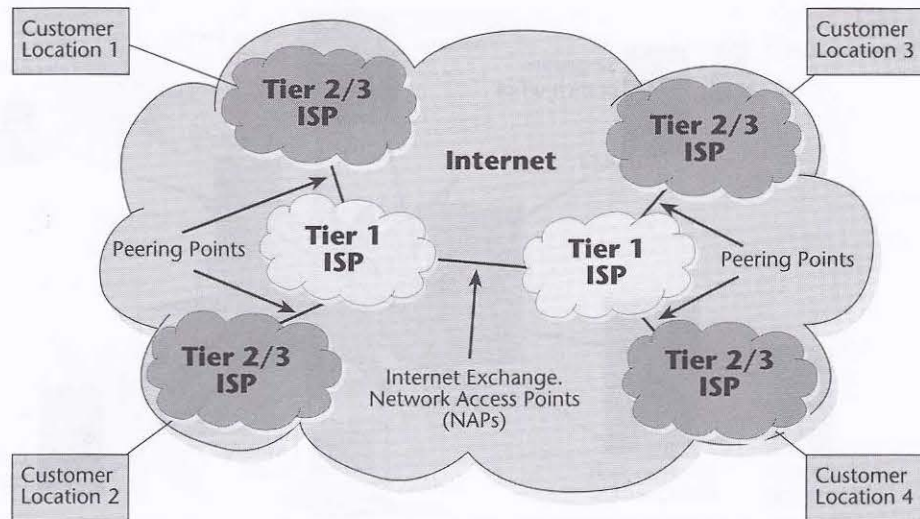 Customer
Location 1
Customer
Location 3
Tier 2/3
ISP
Tier 2/3
ISP
Internet
Tier 1
ISP
Tier 1
ISP
Peering Points
Peering Points
Tier 2/3
ISP
Tier 2/3
ISP
Internet Exchange.
Network Access Points
(NAPs)
Customer
Location 2
Customer
Location 4